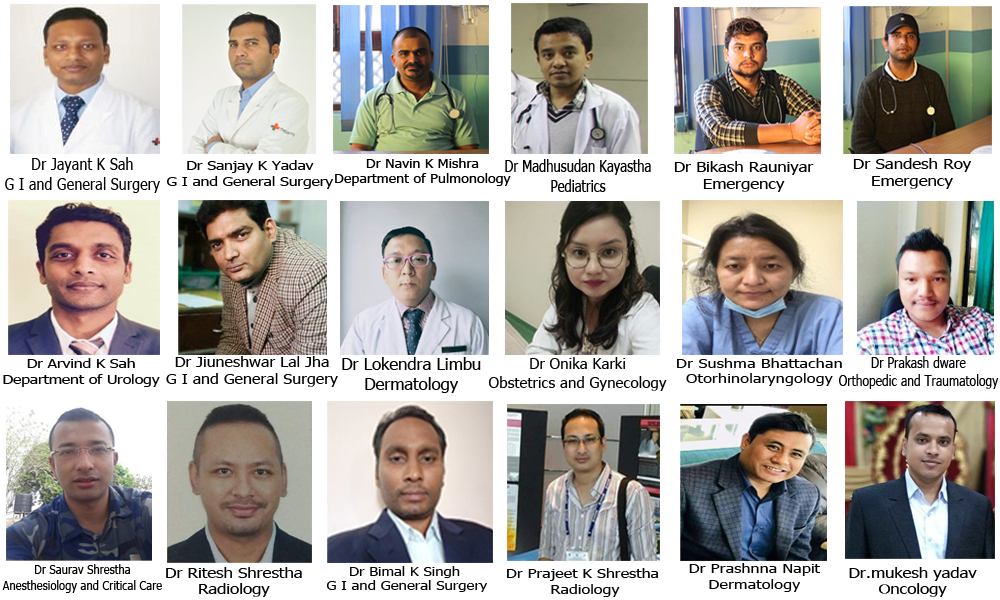 Dr Jayant K Sah
G I and General Surgery
Dr Sanjay K Yadav
G I and General Surgery
Dr Navin K Mishra
Department of Pulmonology
Dr Madhusudan Kayastha
Pediatrics
Dr Bikash Rauniyar
Emergency
Dr Sandesh Roy
Emergency
Dr Arvind K Sah
Department of Urology
Dr Jiuneshwar Lal Jha
G I and General Surgery
Dr Lokendra Limbu
Dermatology
Dr Onika Karki
Obstetrics and Gynecology
Dr Sushma Bhattachan
Otorhinolaryngology
Dr Prakash dware
Orthopedic and Traumatology
Dr Saurav Shrestha
Anesthesiology and Critical Care
Dr Ritesh Shrestha
Radiology
Dr Bimal K Singh
G I and General Surgery
Dr Prajeet K Shrestha
Radiology
Dr Prashnna Napit
Dermatology
Dr.mukesh yadav
Oncology